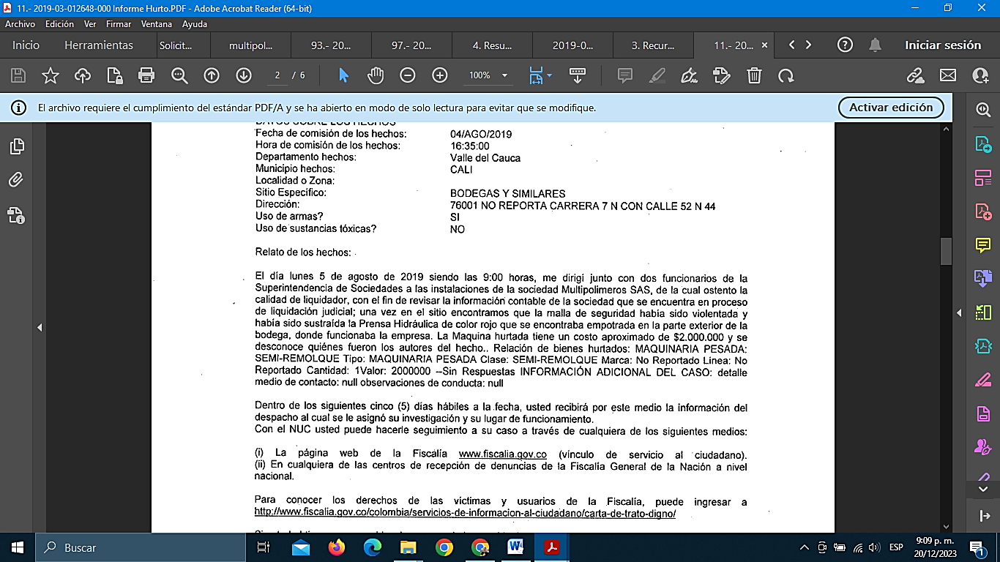 11.- 2019-03-012648-000 Informe Hurto.PDF - Adobe Acrobat Reader (64-bit)
Archivo Edición Ver Firmar Ventana Ayuda
Inicio Herramientas Solicit... multipol... 93.- 20... 97.- 20... 4. Resu... 2019-0... 3. Recur... 11.- 20... Iniciar sesión
2 / 6 100%
El archivo requiere el cumplimiento del estándar PDF/A y se ha abierto en modo de solo lectura para evitar que se modifique. Activar edición
DATOS SOBRE LOS HECHOS
Fecha de comisión de los hechos: 04/AGO/2019
Hora de comisión de los hechos: 16:35:00
Departamento hechos: Valle del Cauca
Municipio hechos: CALI
Localidad o Zona:
Sitio Específico: BODEGAS Y SIMILARES
Dirección: 76001 NO REPORTA CARRERA 7 N CON CALLE 52 N 44
Uso de armas? SI
Uso de sustancias tóxicas? NO
Relato de los hechos:
El día lunes 5 de agosto de 2019 siendo las 9:00 horas, me dirigí junto con dos funcionarios de la
Superintendencia de Sociedades a las instalaciones de la sociedad Multipolimeros SAS, de la cual ostento la
calidad de liquidador, con el fin de revisar la información contable de la sociedad que se encuentra en proceso
de liquidación judicial; una vez en el sitio encontramos que la malla de seguridad había sido violentada y
había sido sustraída la Prensa Hidráulica de color rojo que se encontraba empotrada en la parte exterior de la
bodega, donde funcionaba la empresa. La Maquina hurtada tiene un costo aproximado de $2.000.000 y se
desconoce quiénes fueron los autores del hecho.. Relación de bienes hurtados: MAQUINARIA PESADA:
SEMI-REMOLQUE Tipo: MAQUINARIA PESADA Clase: SEMI-REMOLQUE Marca: No Reportado Línea: No
Reportado Cantidad: 1Valor: 2000000 --Sin Respuestas INFORMACIÓN ADICIONAL DEL CASO: detalle
medio de contacto: null observaciones de conducta: null
Dentro de los siguientes cinco (5) días hábiles a la fecha, usted recibirá por este medio la información del
despacho al cual se le asignó su investigación y su lugar de funcionamiento.
Con el NUC usted puede hacerle seguimiento a su caso a través de cualquiera de los siguientes medios:
(i) La página web de la Fiscalía www.fiscalia.gov.co (vínculo de servicio al ciudadano).
(ii) En cualquiera de las centros de recepción de denuncias de la Fiscalía General de la Nación a nivel
nacional.
Para conocer los derechos de las víctimas y usuarios de la Fiscalía, puede ingresar a
http://www.fiscalia.gov.co/colombia/servicios-de-informacion-al-ciudadano/carta-de-trato-digno/
Buscar ESP 9:09 p. m.
20/12/2023 1